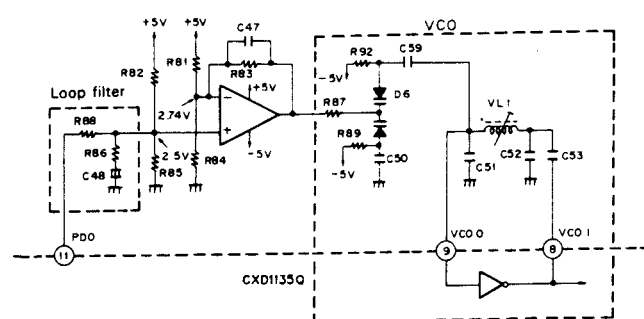 VCO
+5V
+5V
C47
R82
R81
R83
R92
C59
-5V
+5V
D6
Loop filter
R88
2.74V
R87
VL1
R86
R89
2.5V
R84
-5V
C50
C51
C52
C53
C48
R85
-5V
PDO
VCO 0
VCO 1
11
9
8
CXD1135Q